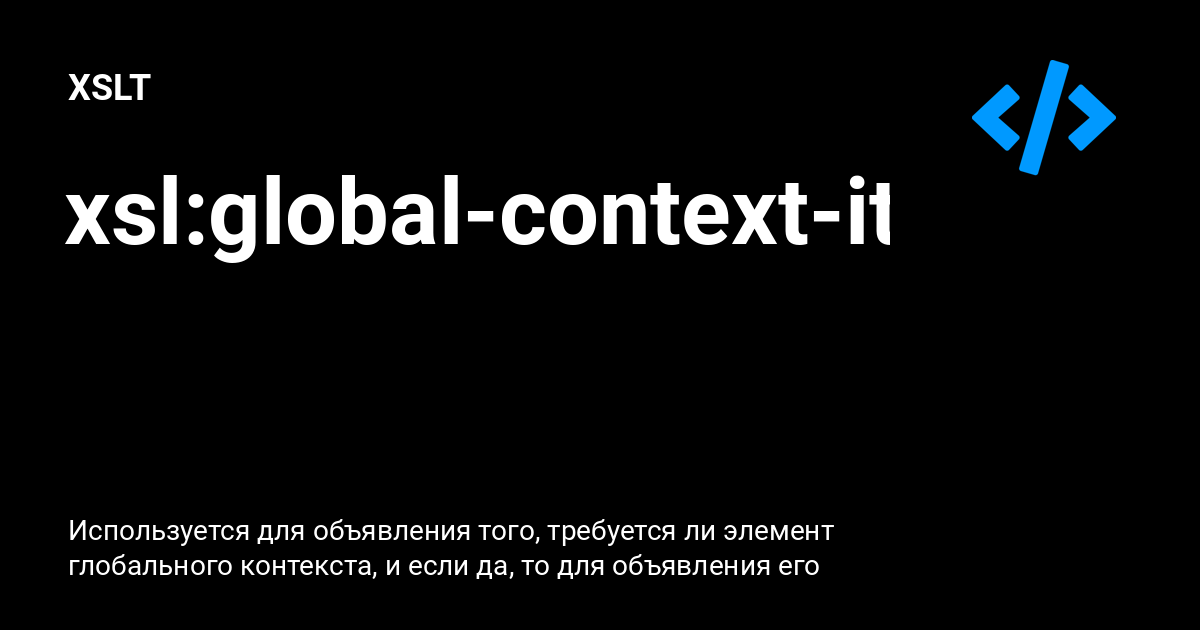 XSLT
xsl:global-context-it
Используется для объявления того, требуется ли элемент
глобального контекста, и если да, то для объявления его